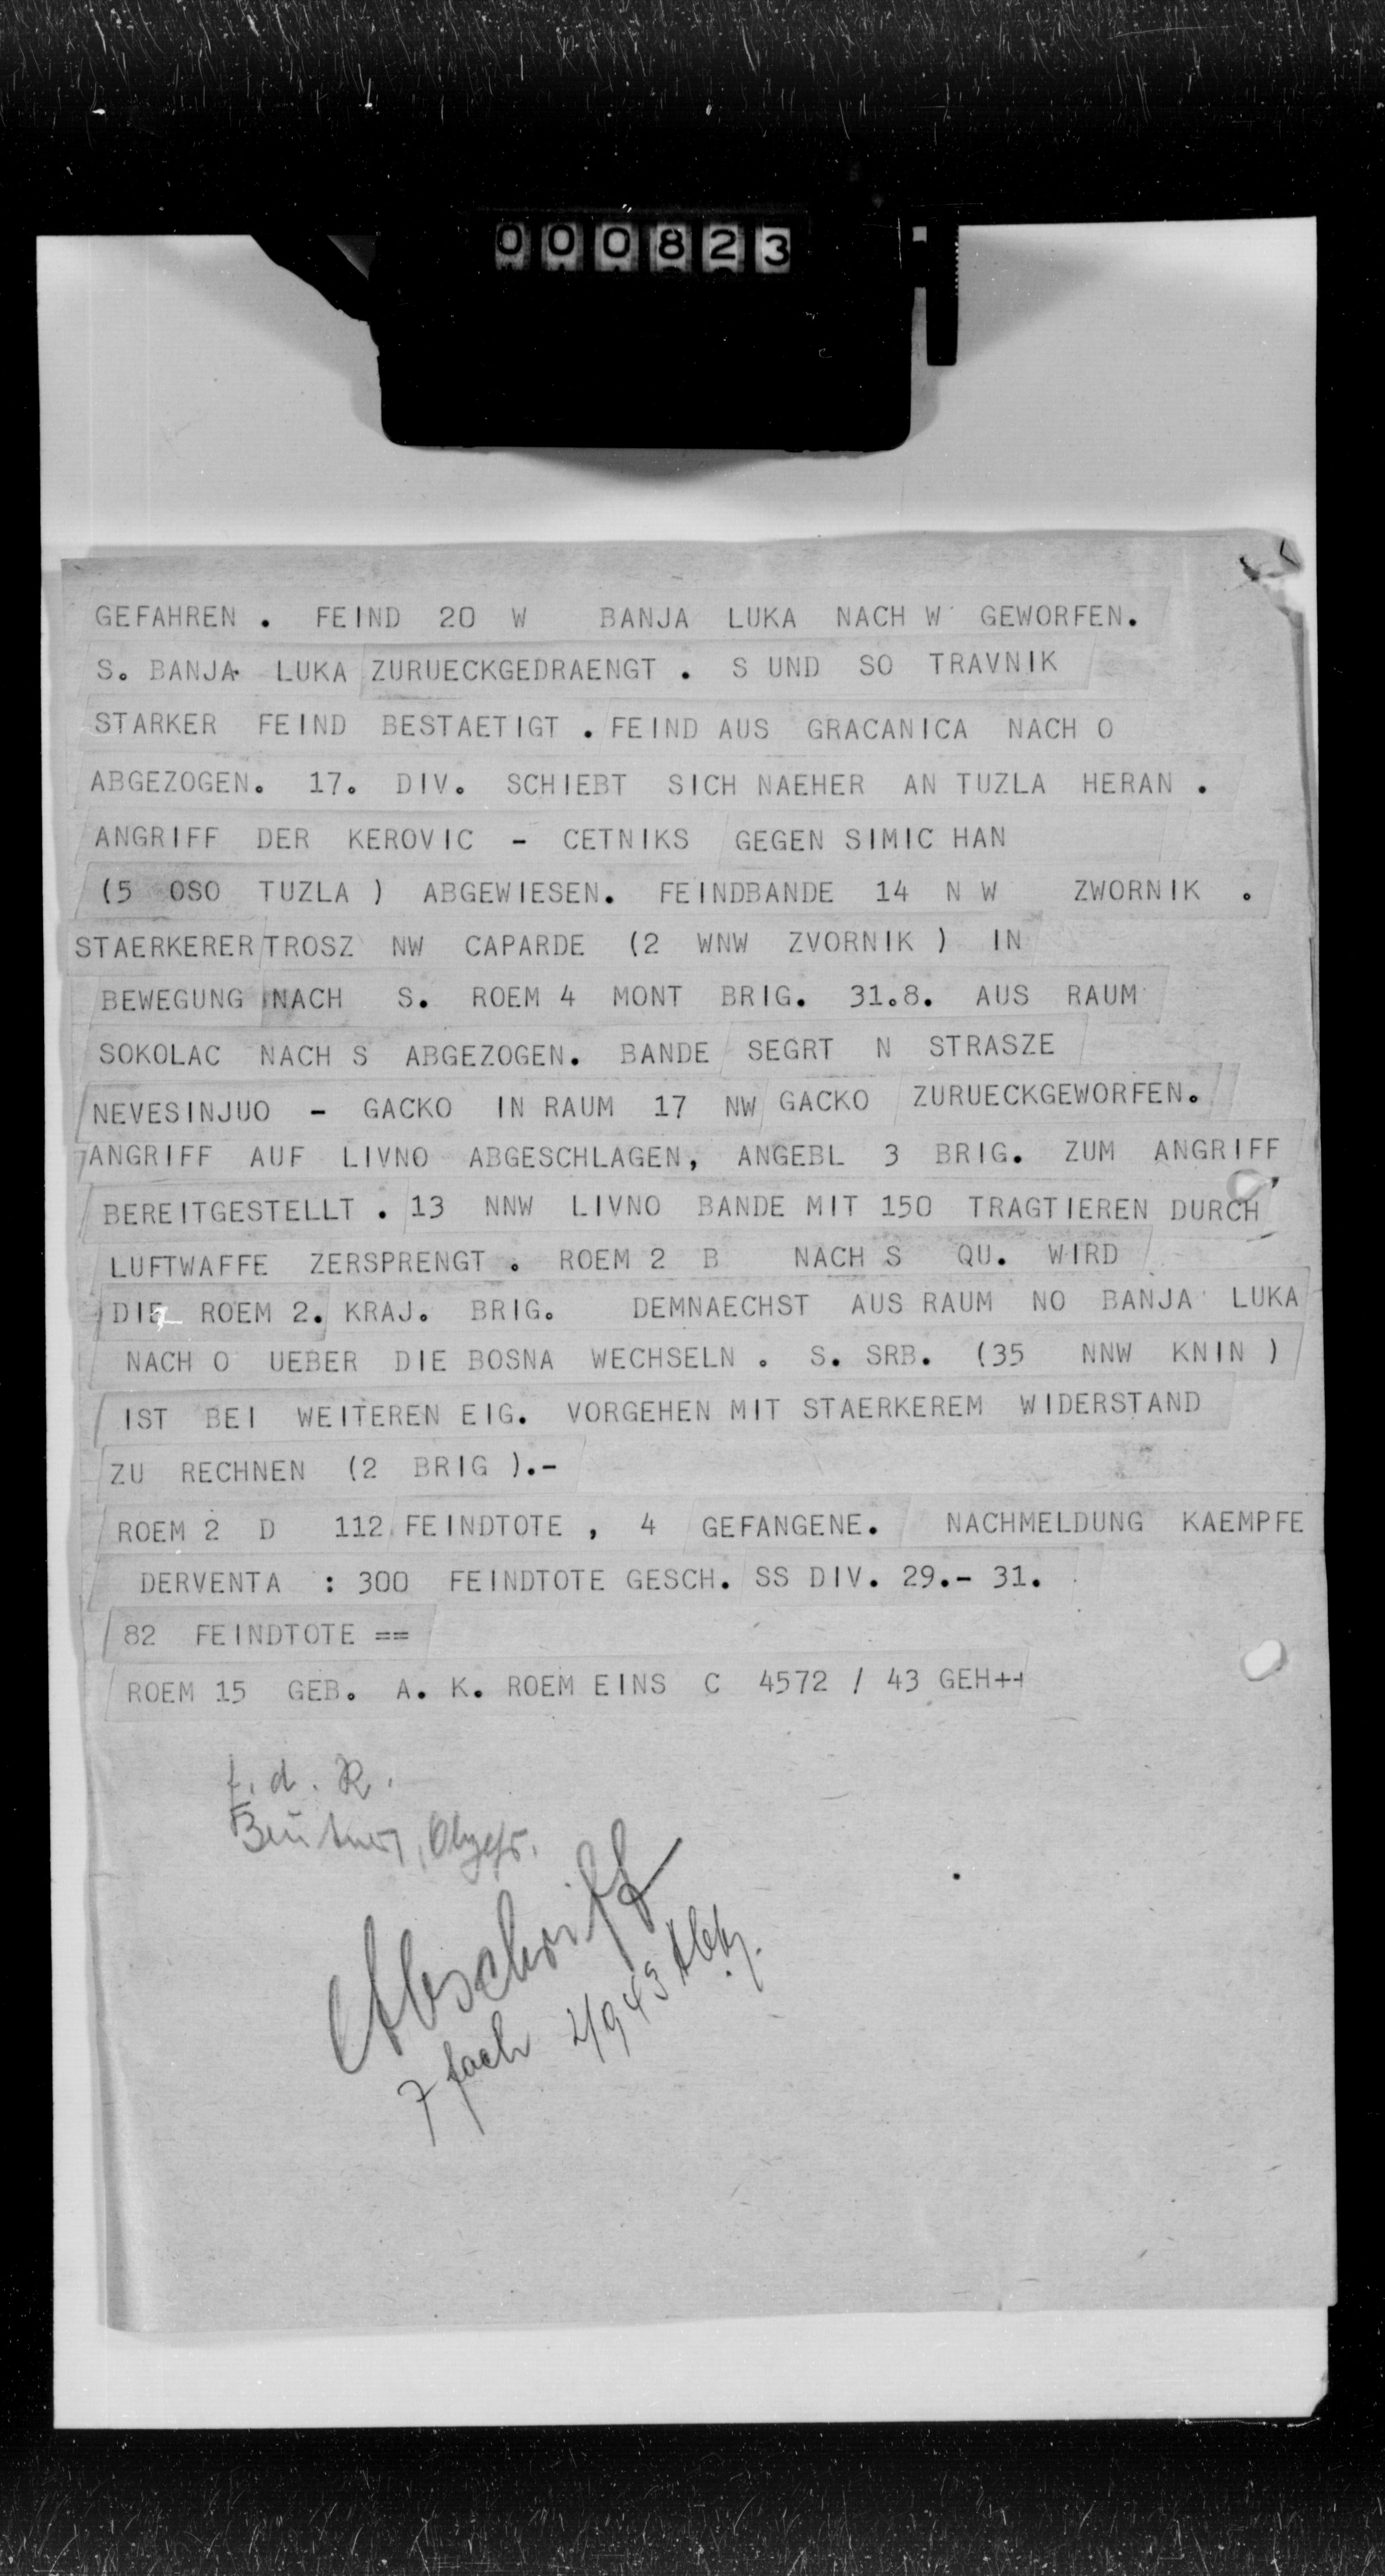 000823
GEFAHREN . FEIND 20 W BANJA LUKA NACH W GEWORFEN.
S. BANJA LUKA ZURUECKGEDRAENGT . S UND SO TRAVNIK
STARKER FEIND BESTAETIGT . FEIND AUS GRACANICA NACH O
ABGEZOGEN. 17. DIV. SCHIEBT SICH NAEHER AN TUZLA HERAN .
ANGRIFF DER KEROVIC - CETNIKS GEGEN SIMIC HAN
(5 OSO TUZLA ) ABGEWIESEN. FEINDBANDE 14 N W ZWORNIK .
STAERKERER TROSZ NW CAPARDE (2 WNW ZVORNIK ) IN
BEWEGUNG NACH S. ROEM 4 MONT BRIG. 31.8. AUS RAUM
SOKOLAC NACH S ABGEZOGEN. BANDE SEGRT N STRASZE
NEVESINJUO - GACKO IN RAUM 17 NW GACKO ZURUECKGEWORFEN.
ANGRIFF AUF LIVNO ABGESCHLAGEN, ANGEBL 3 BRIG. ZUM ANGRIFF
BEREITGESTELLT . 13 NNW LIVNO BANDE MIT 150 TRAGTIEREN DURCH
LUFTWAFFE ZERSPRENGT . ROEM 2 B NACH S QU. WIRD
DIE ROEM 2. KRAJ. BRIG. DEMNAECHST AUS RAUM NO BANJA LUKA
NACH O UEBER DIE BOSNA WECHSELN . S. SRB. (35 NNW KNIN )
IST BEI WEITEREN EIG. VORGEHEN MIT STAERKEREM WIDERSTAND
ZU RECHNEN (2 BRIG ).-
ROEM 2 D 112 FEINDTOTE , 4 GEFANGENE. NACHMELDUNG KAEMPFE
DERVENTA : 300 FEINDTOTE GESCH. SS DIV. 29.- 31.
82 FEINDTOTE ==
ROEM 15 GEB. A. K. ROEM EINS C 4572 / 43 GEH++
f. d. R.
Obgefr.
Abschrift
7 fach 2/9 43